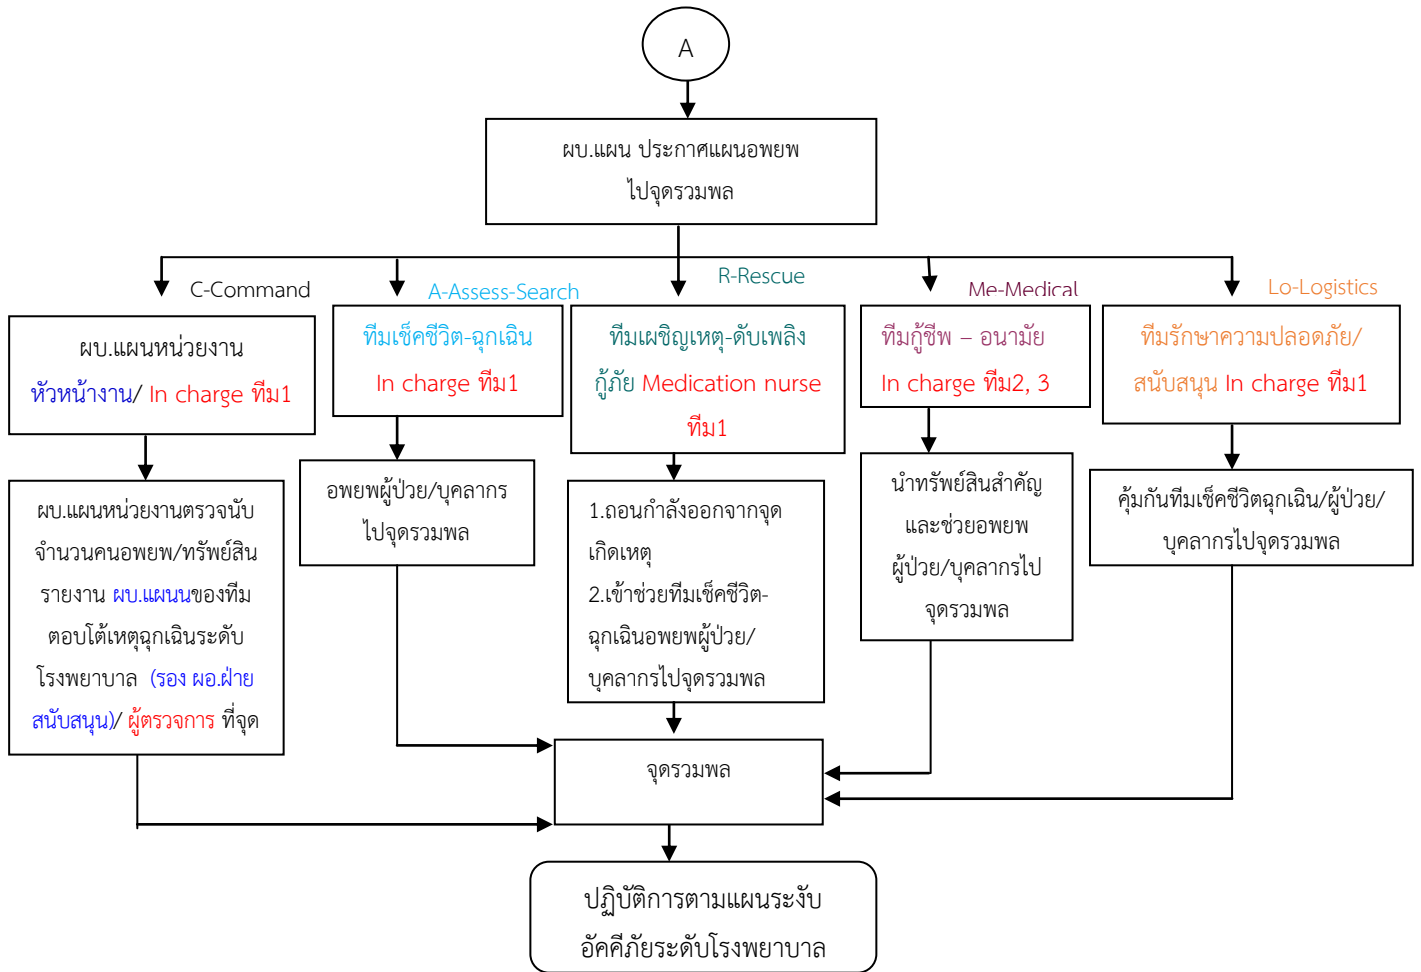 A
ผบ.แผน ประกาศแผนอพยพ
ไปจุดรวมพล
C-Command
A-Assess-Search
R-Rescue
Me-Medical
Lo-Logistics
ผบ.แผนหน่วยงาน
หัวหน้างาน/ In charge ทีม1
ทีมเช็คชีวิต-ฉุกเฉิน
In charge ทีม1
ทีมเผชิญเหตุ-ดับเพลิง
กู้ภัย Medication nurse
ทีม1
ทีมกู้ชีพ – อนามัย
In charge ทีม2, 3
ทีมรักษาความปลอดภัย/
สนับสนุน In charge ทีม1
ผบ.แผนหน่วยงานตรวจนับ
จำนวนคนอพยพ/ทรัพย์สิน
รายงาน ผบ.แผนนของทีม
ตอบโต้เหตุฉุกเฉินระดับ
โรงพยาบาล (รอง ผอ.ฝ่าย
สนับสนุน)/ ผู้ตรวจการ ที่จุด
อพยพผู้ป่วย/บุคลากร
ไปจุดรวมพล
1.ถอนกำลังออกจากจุด
เกิดเหตุ
2.เข้าช่วยทีมเช็คชีวิต-
ฉุกเฉินอพยพผู้ป่วย/
บุคลากรไปจุดรวมพล
นำทรัพย์สินสำคัญ
และช่วยอพยพ
ผู้ป่วย/บุคลากรไป
จุดรวมพล
คุ้มกันทีมเช็คชีวิตฉุกเฉิน/ผู้ป่วย/
บุคลากรไปจุดรวมพล
จุดรวมพล
ปฏิบัติการตามแผนระงับ
อัคคีภัยระดับโรงพยาบาล